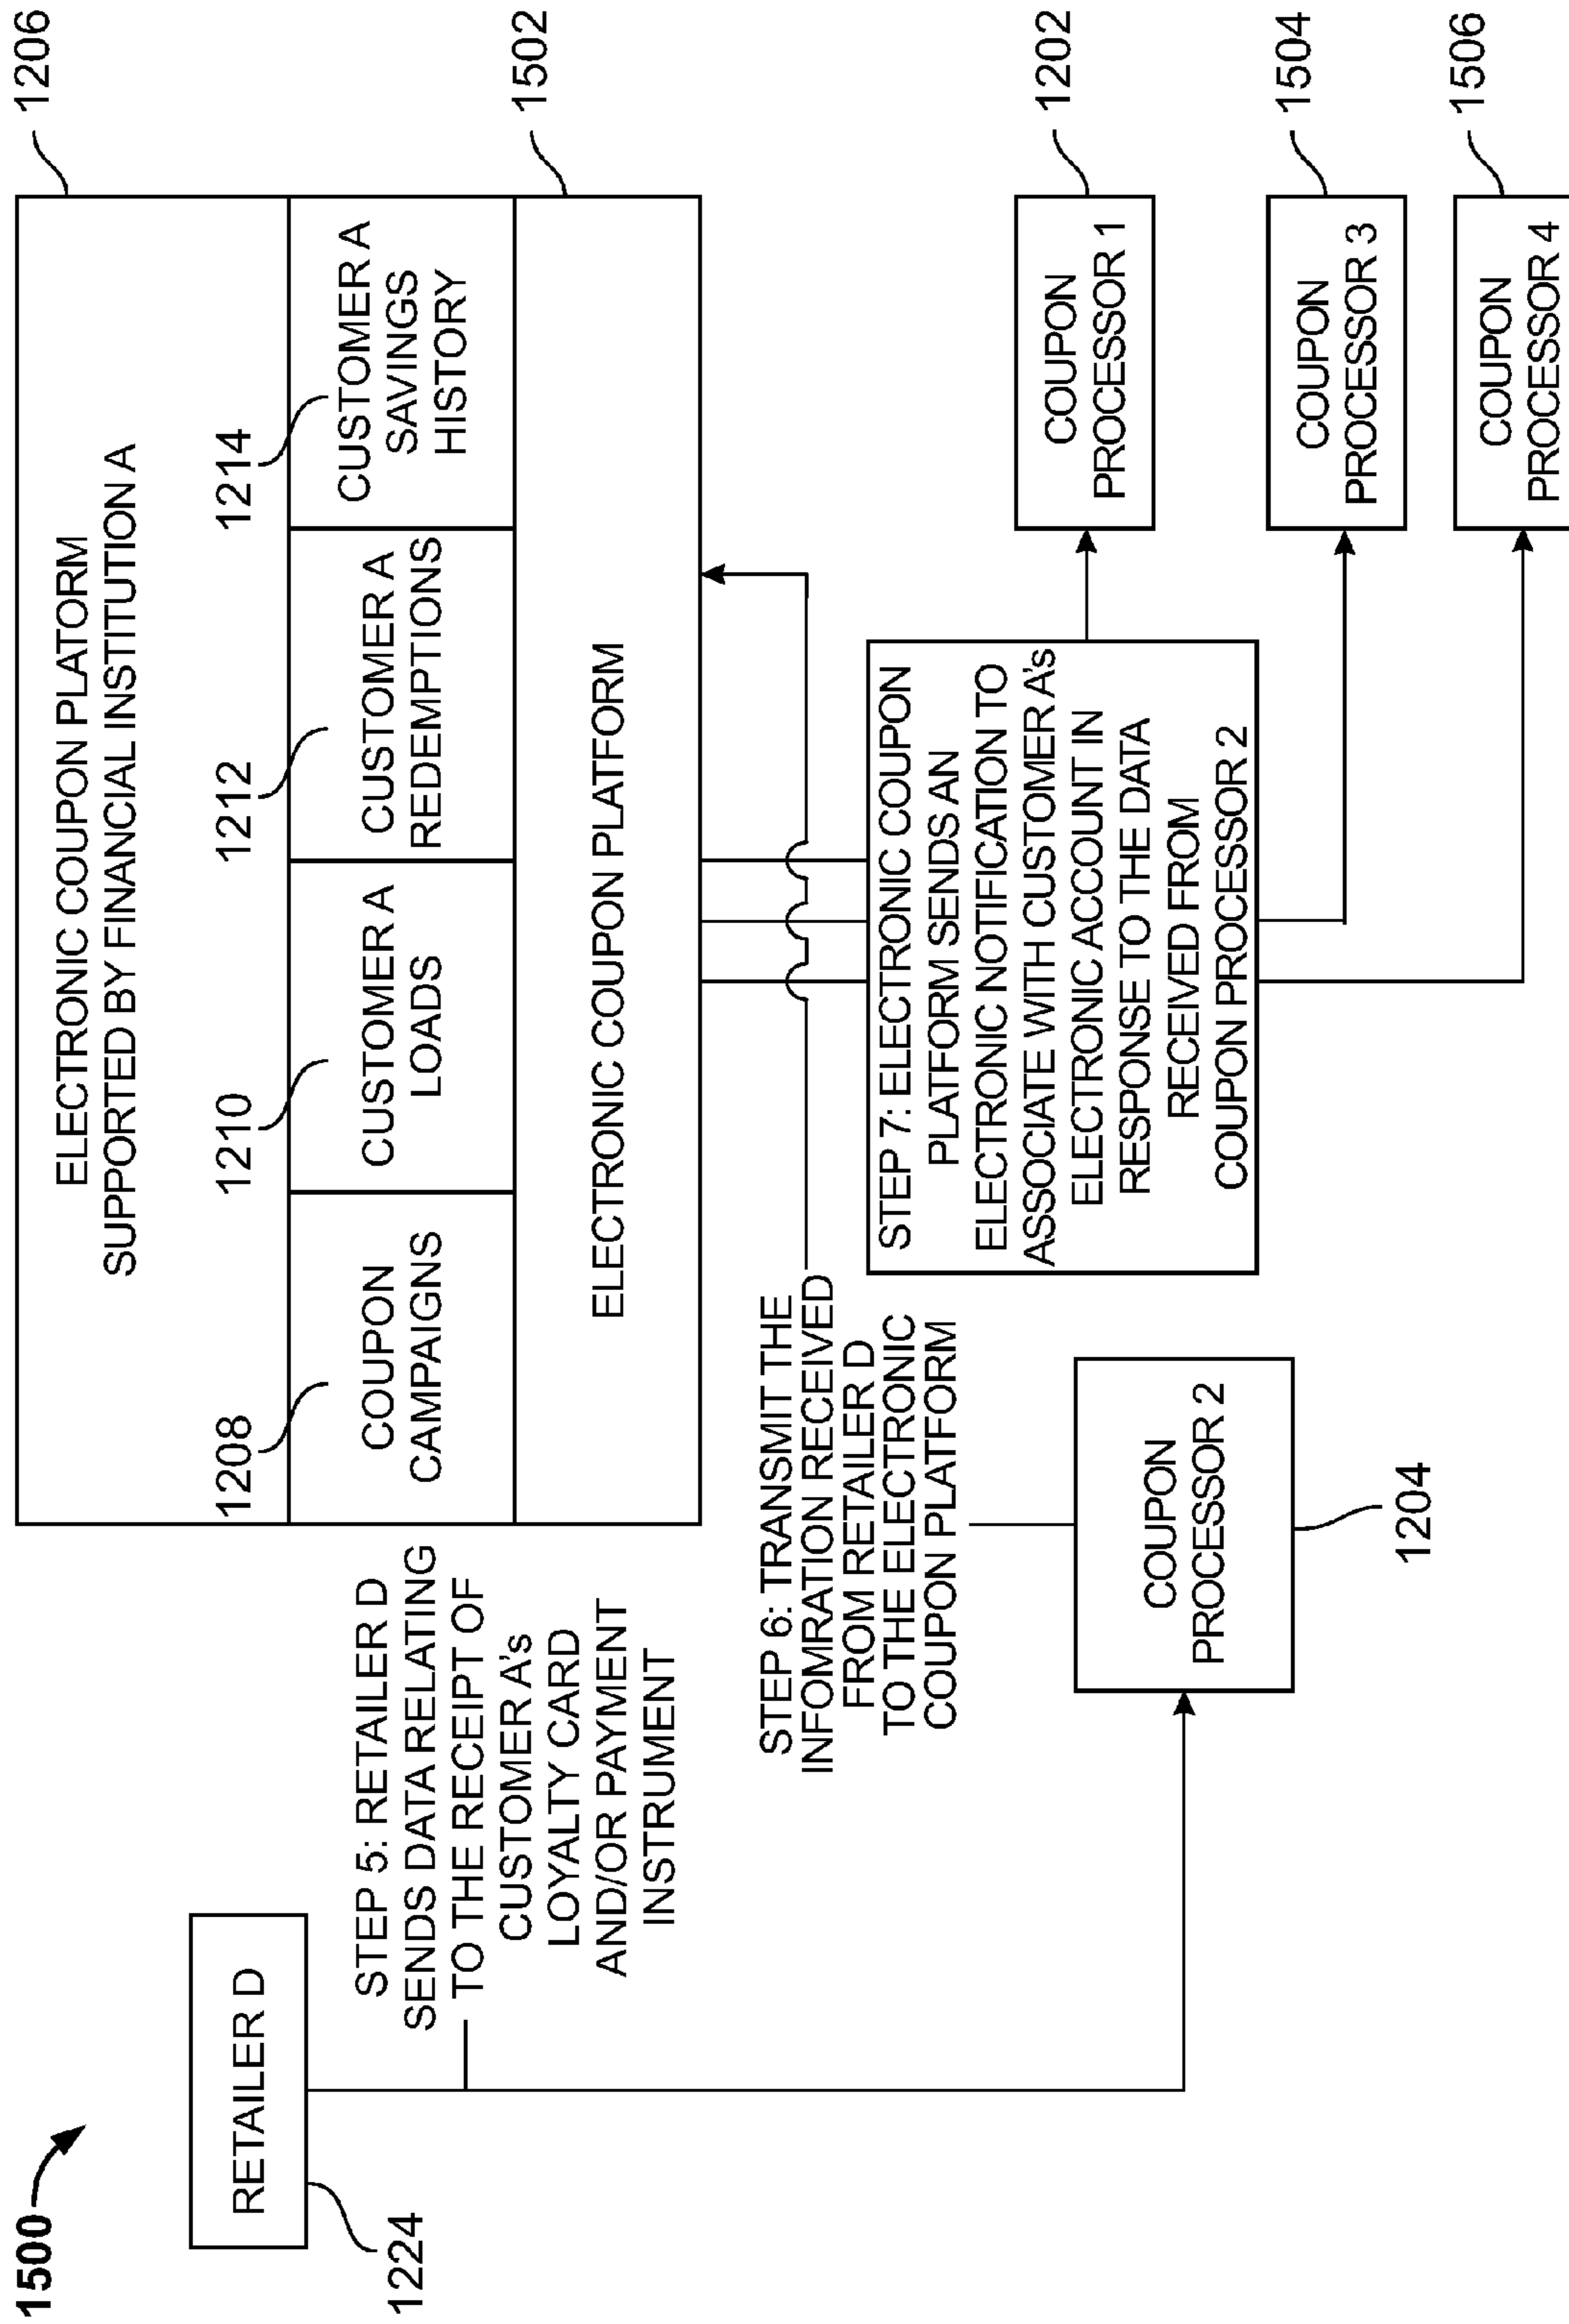 1500
RETAILER D
1224
STEP 5: RETAILER D
SENDS DATA RELATING
TO THE RECEIPT OF
CUSTOMER A's
LOYALTY CARD
AND/OR PAYMENT
INSTRUMENT
ELECTRONIC COUPON PLATORM
SUPPORTED BY FINANCIAL INSTITUTION A
1206
1208
1210
1212
1214
COUPON
CAMPAIGNS
CUSTOMER A
LOADS
CUSTOMER A
REDEMPTIONS
CUSTOMER A
SAVINGS
HISTORY
ELECTRONIC COUPON PLATFORM
1502
STEP 6: TRANSMIT THE
INFOMRATION RECEIVED
FROM RETAILER D
TO THE ELECTRONIC
COUPON PLATFORM
COUPON
PROCESSOR 2
1204
STEP 7: ELECTRONIC COUPON
PLATFORM SENDS AN
ELECTRONIC NOTIFICATION TO
ASSOCIATE WITH CUSTOMER A's
ELECTRONIC ACCOUNT IN
RESPONSE TO THE DATA
RECEIVED FROM
COUPON PROCESSOR 2
COUPON
PROCESSOR 1
1202
COUPON
PROCESSOR 3
1504
COUPON
PROCESSOR 4
1506